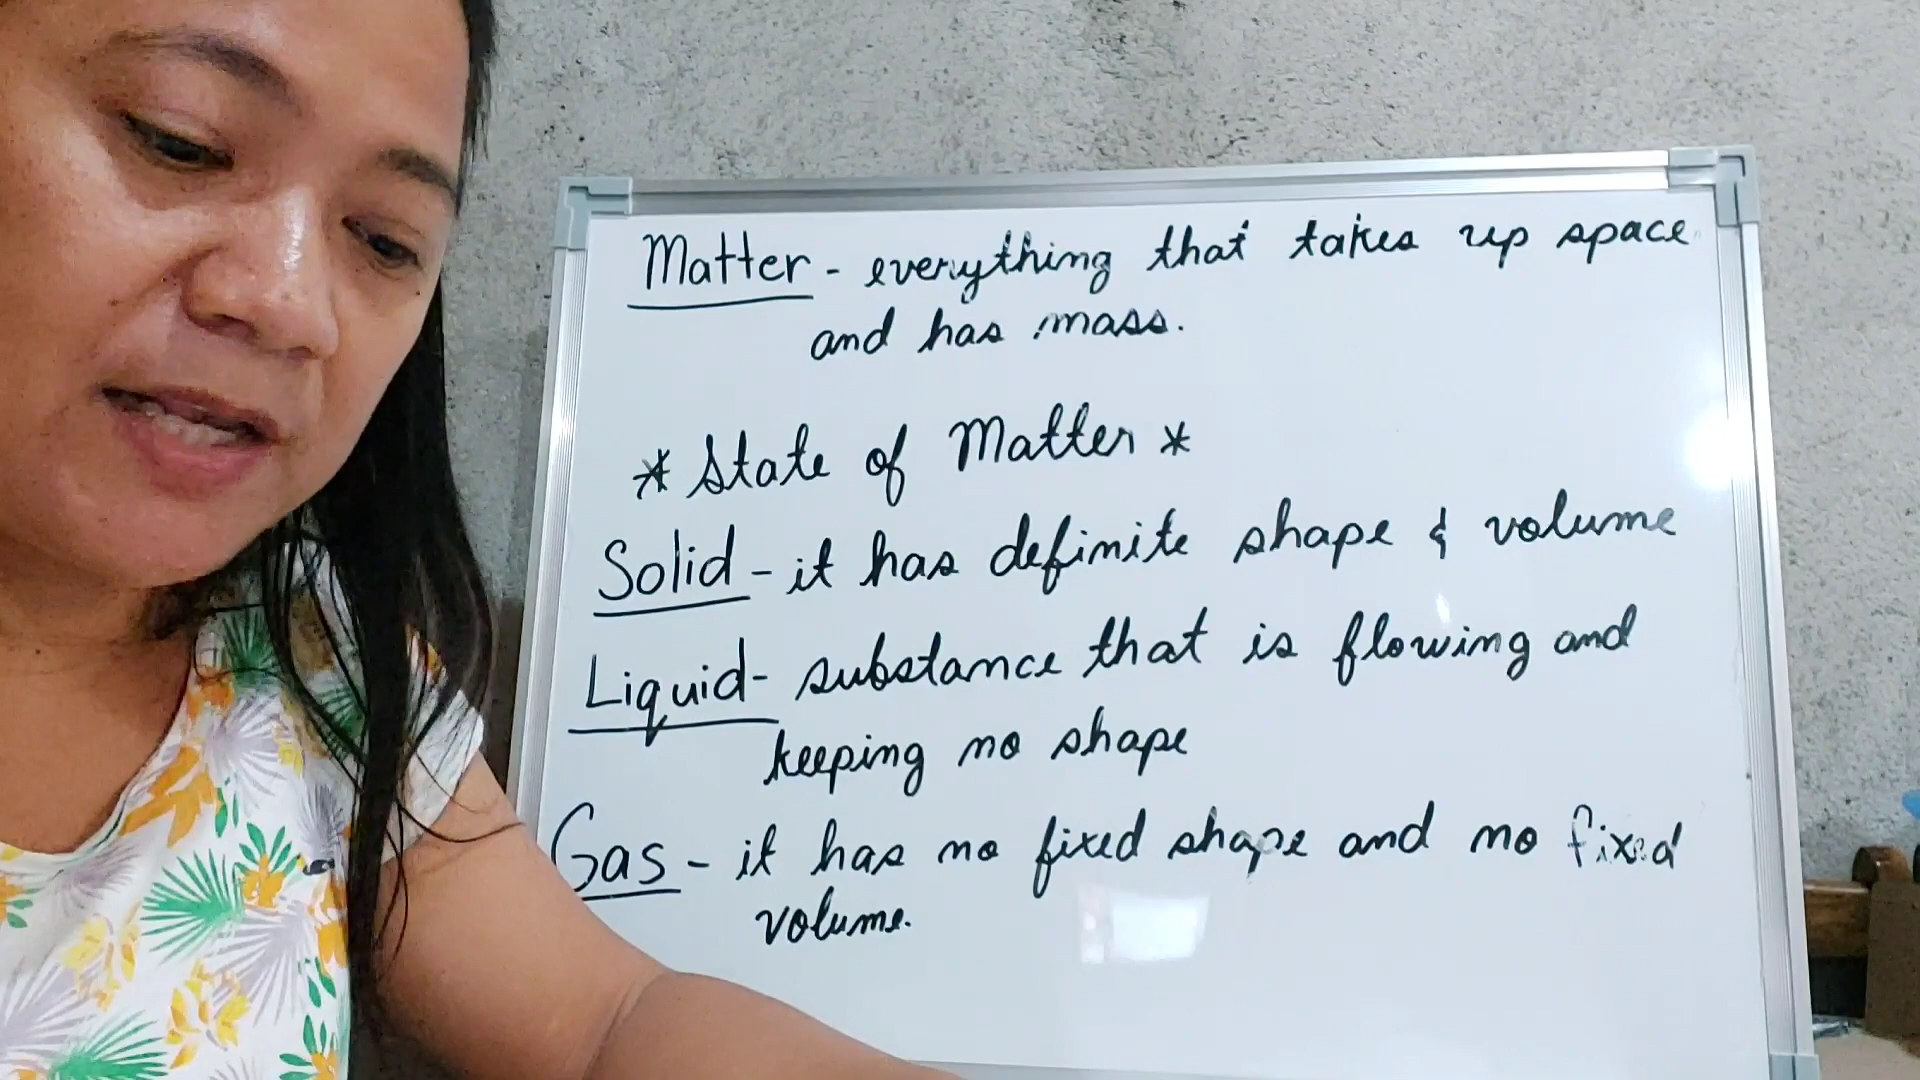 Matter - everything that takes up space
and has mass.
* State of Matter *
Solid - it has definite shape & volume
Liquid - substance that is flowing and
keeping no shape
Gas - it has no fixed shape and no fixed
volume.